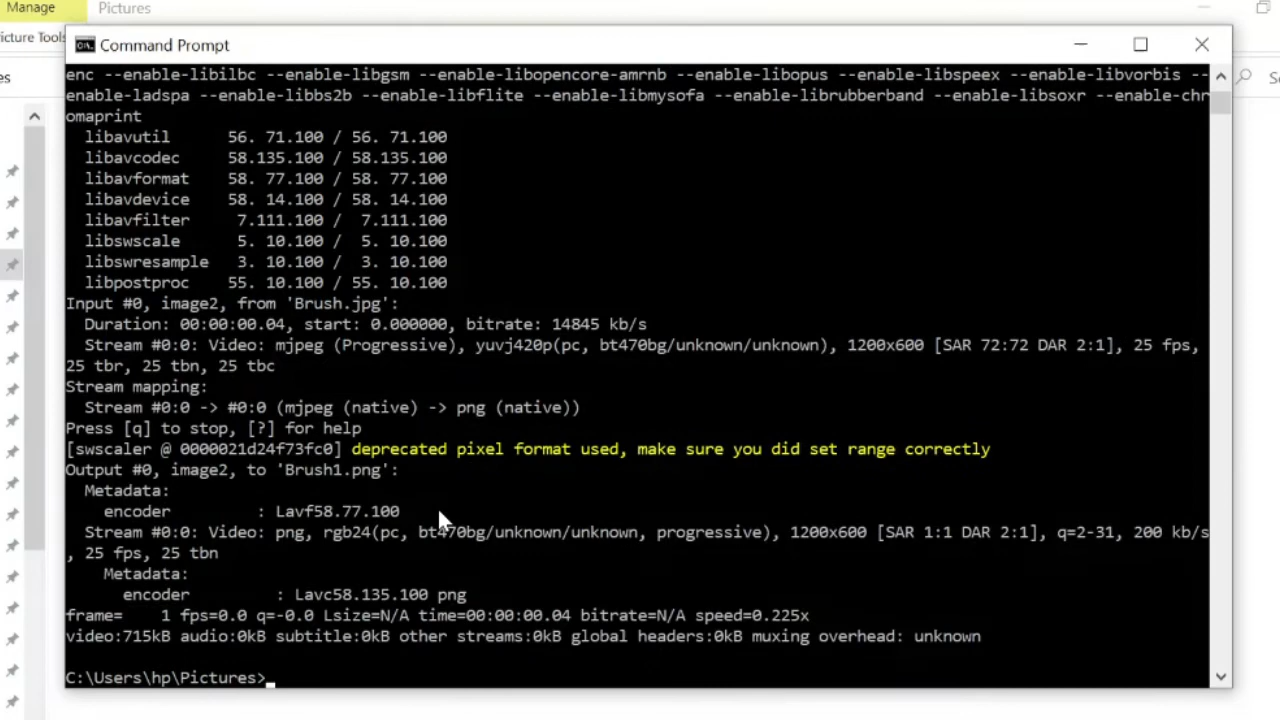 Manage
Pictures
icture Tools
es
Command Prompt
enc --enable-libilbc --enable-libgsm --enable-libopencore-amrnb --enable-libopus --enable-libspeex --enable-libvorbis --
enable-ladspa --enable-libbs2b --enable-libflite --enable-libmysofa --enable-librubberband --enable-libsoxr --enable-chr
omaprint
libavutil 56. 71.100 / 56. 71.100
libavcodec 58.135.100 / 58.135.100
libavformat 58. 77.100 / 58. 77.100
libavdevice 58. 14.100 / 58. 14.100
libavfilter 7.111.100 / 7.111.100
libswscale 5. 10.100 / 5. 10.100
libswresample 3. 10.100 / 3. 10.100
libpostproc 55. 10.100 / 55. 10.100
Input #0, image2, from 'Brush.jpg':
Duration: 00:00:00.04, start: 0.000000, bitrate: 14845 kb/s
Stream #0:0: Video: mjpeg (Progressive), yuvj420p(pc, bt470bg/unknown/unknown), 1200x600 [SAR 72:72 DAR 2:1], 25 fps,
25 tbr, 25 tbn, 25 tbc
Stream mapping:
Stream #0:0 -> #0:0 (mjpeg (native) -> png (native))
Press [q] to stop, [?] for help
[swscaler @ 0000021d24f73fc0] deprecated pixel format used, make sure you did set range correctly
Output #0, image2, to 'Brush1.png':
Metadata:
encoder : Lavf58.77.100
Stream #0:0: Video: png, rgb24(pc, bt470bg/unknown/unknown, progressive), 1200x600 [SAR 1:1 DAR 2:1], q=2-31, 200 kb/s
, 25 fps, 25 tbn
Metadata:
encoder : Lavc58.135.100 png
frame= 1 fps=0.0 q=-0.0 Lsize=N/A time=00:00:00.04 bitrate=N/A speed=0.225x
video:715kB audio:0kB subtitle:0kB other streams:0kB global headers:0kB muxing overhead: unknown
C:\Users\hp\Pictures>